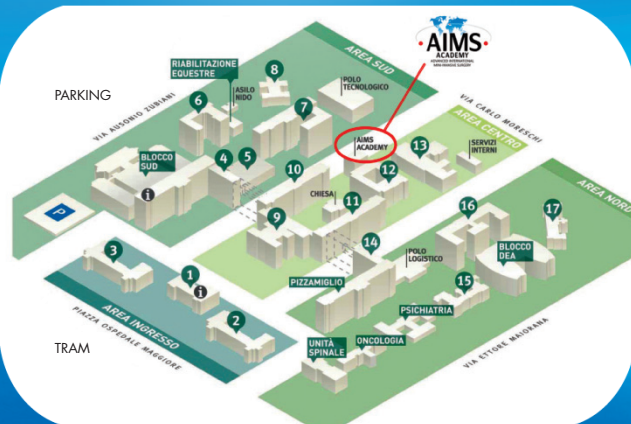 AIMS
ACADEMY
ADVANCED INTERNATIONAL
MINI-INVASIVE SURGERY
PARKING
VIA AUSONIO ZUBIANI
RIABILITAZIONE
EQUESTRE
ASILO
NIDO
AREA SUD
POLO
TECNOLOGICO
8
6
7
VIA CARLO MORESCHI
AREA CENTRO
AIMS
ACADEMY
13
SERVIZI
INTERNI
BLOCCO
SUD
i
4
5
10
12
AREA NORD
CHIESA
11
9
16
17
P
14
BLOCCO
DEA
3
1
i
POLO
LOGISTICO
15
PIZZAMIGLIO
2
PSICHIATRIA
AREA INGRESSO
PIAZZA OSPEDALE MAGGIORE
ONCOLOGIA
UNITÀ
SPINALE
VIA ETTORE MAIORANA
TRAM